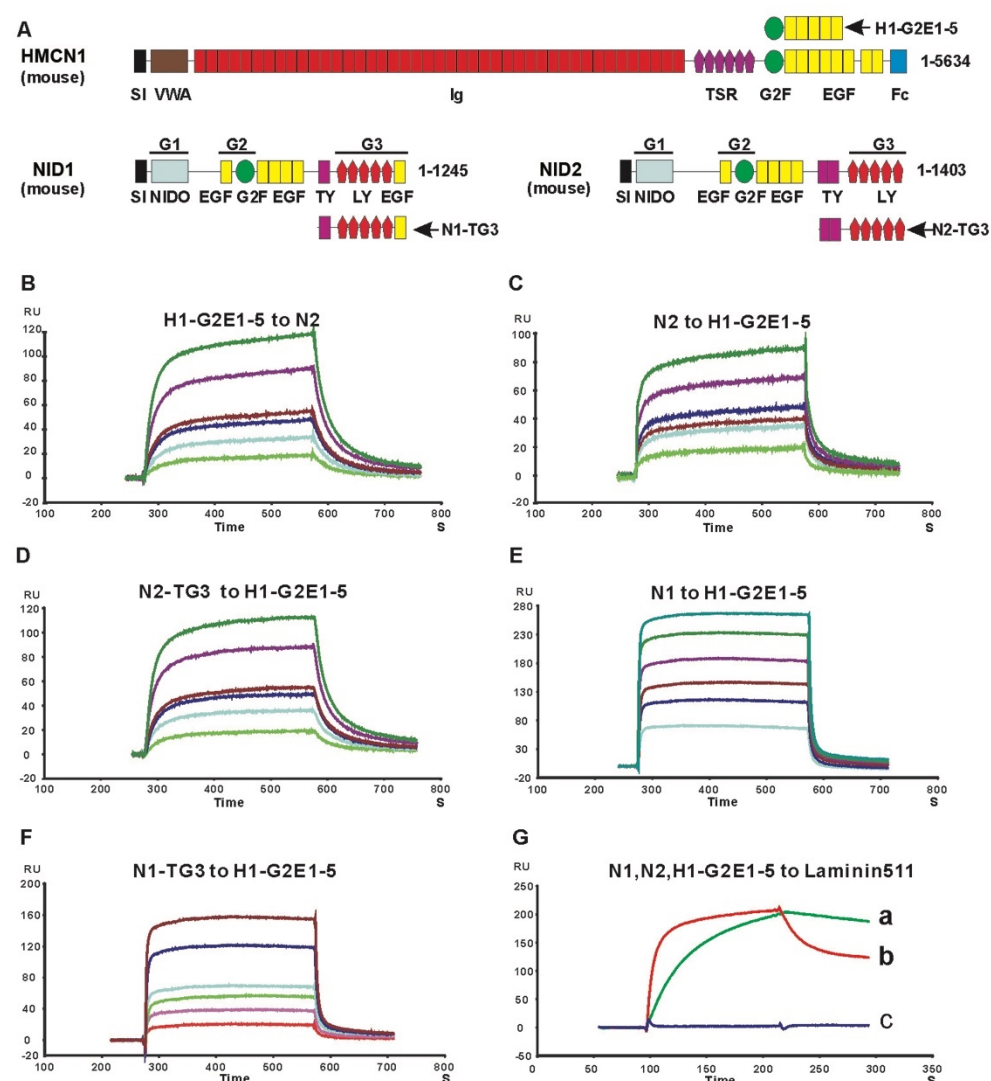 A
H1-G2E1-5
HMCN1
(mouse)
1-5634
SI VWA Ig TSR G2F EGF Fc
G1 G2 G3
NID1
(mouse)
1-1245
SI NIDO EGF G2F EGF TY LY EGF
N1-TG3
G1 G2 G3
NID2
(mouse)
1-1403
SI NIDO EGF G2F EGF TY LY
N2-TG3
B
RU
H1-G2E1-5 to N2
120
100
80
60
40
20
0
-20
100 200 300 400 500 600 700 800
Time S
C
RU
N2 to H1-G2E1-5
100
80
60
40
20
0
-20
100 200 300 400 500 600 700 800
Time S
D
RU
N2-TG3 to H1-G2E1-5
120
100
80
60
40
20
0
-20
100 200 300 400 500 600 700 800
Time S
E
RU
N1 to H1-G2E1-5
280
230
180
130
80
30
-20
100 200 300 400 500 600 700 800
Time S
F
RU
N1-TG3 to H1-G2E1-5
200
160
120
80
40
0
-20
100 200 300 400 500 600 700 800
Time S
G
RU
N1,N2,H1-G2E1-5 to Laminin511
250
200
150
100
50
0
-50
a
b
c
0 50 100 150 200 250 300 350
Time S